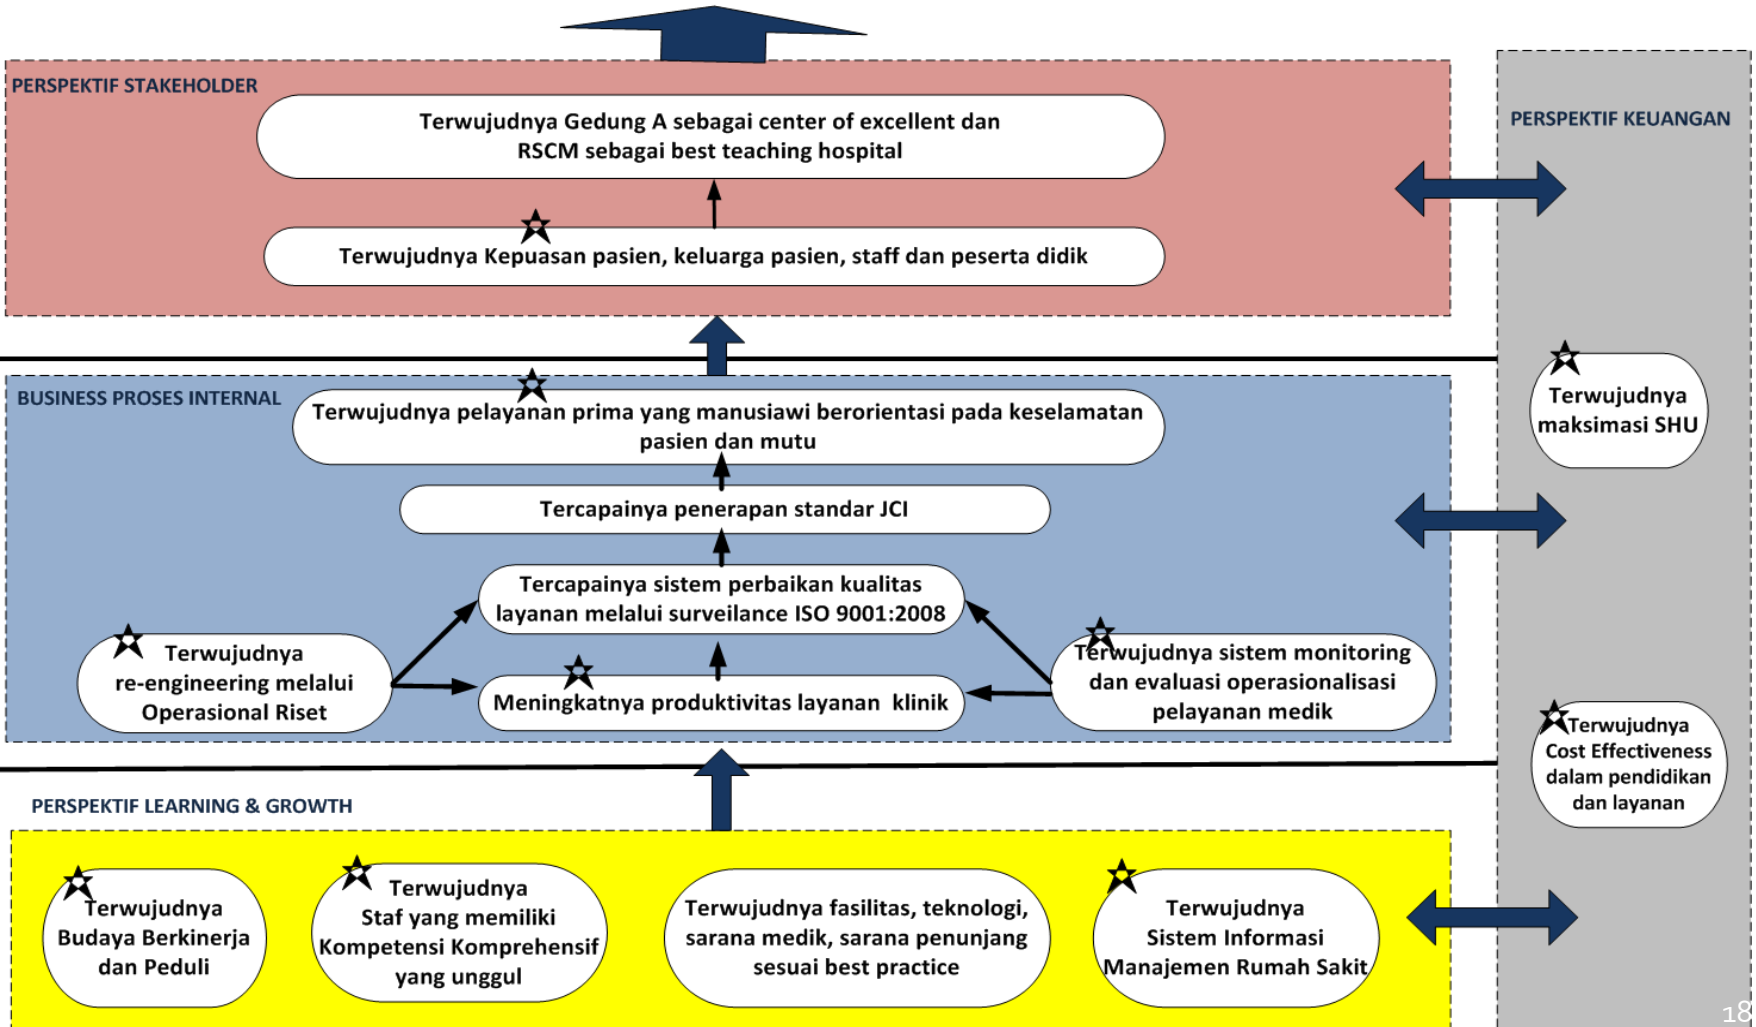 PERSPEKTIF STAKEHOLDER
Terwujudnya Gedung A sebagai center of excellent dan
RSCM sebagai best teaching hospital
Terwujudnya Kepuasan pasien, keluarga pasien, staff dan peserta didik
BUSINESS PROSES INTERNAL
Terwujudnya pelayanan prima yang manusiawi berorientasi pada keselamatan
pasien dan mutu
Tercapainya penerapan standar JCI
Tercapainya sistem perbaikan kualitas
layanan melalui surveilance ISO 9001:2008
Terwujudnya
re-engineering melalui
Operasional Riset
Meningkatnya produktivitas layanan klinik
Terwujudnya sistem monitoring
dan evaluasi operasionalisasi
pelayanan medik
PERSPEKTIF LEARNING & GROWTH
Terwujudnya
Budaya Berkinerja
dan Peduli
Terwujudnya
Staf yang memiliki
Kompetensi Komprehensif
yang unggul
Terwujudnya fasilitas, teknologi,
sarana medik, sarana penunjang
sesuai best practice
Terwujudnya
Sistem Informasi
Manajemen Rumah Sakit
PERSPEKTIF KEUANGAN
Terwujudnya
maksimasi SHU
Terwujudnya
Cost Effectiveness
dalam pendidikan
dan layanan
18